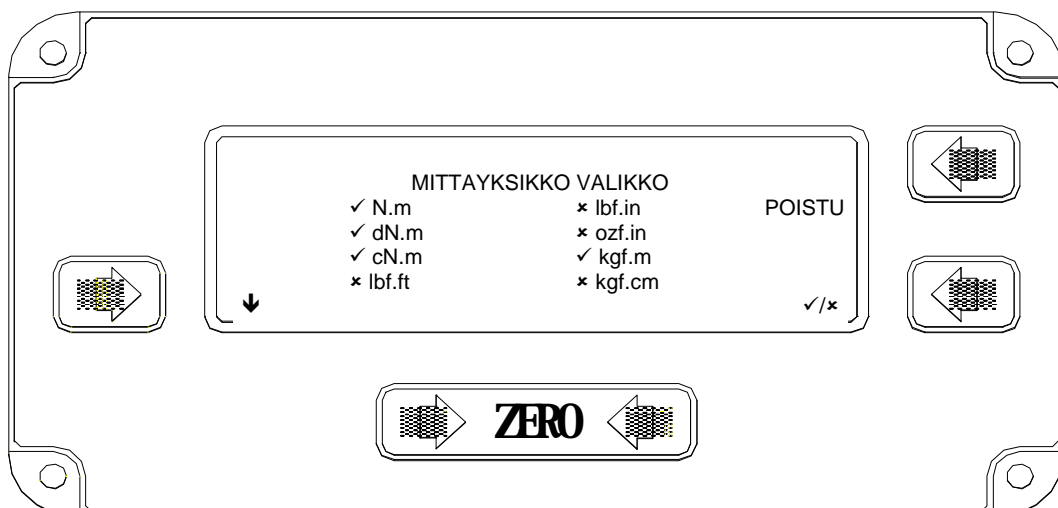 MITTAYKSIKKO VALIKKO
✓ N.m ✗ lbf.in POISTU
✓ dN.m ✗ ozf.in
✓ cN.m ✓ kgf.m
✗ lbf.ft ✗ kgf.cm
✓/✗
ZERO